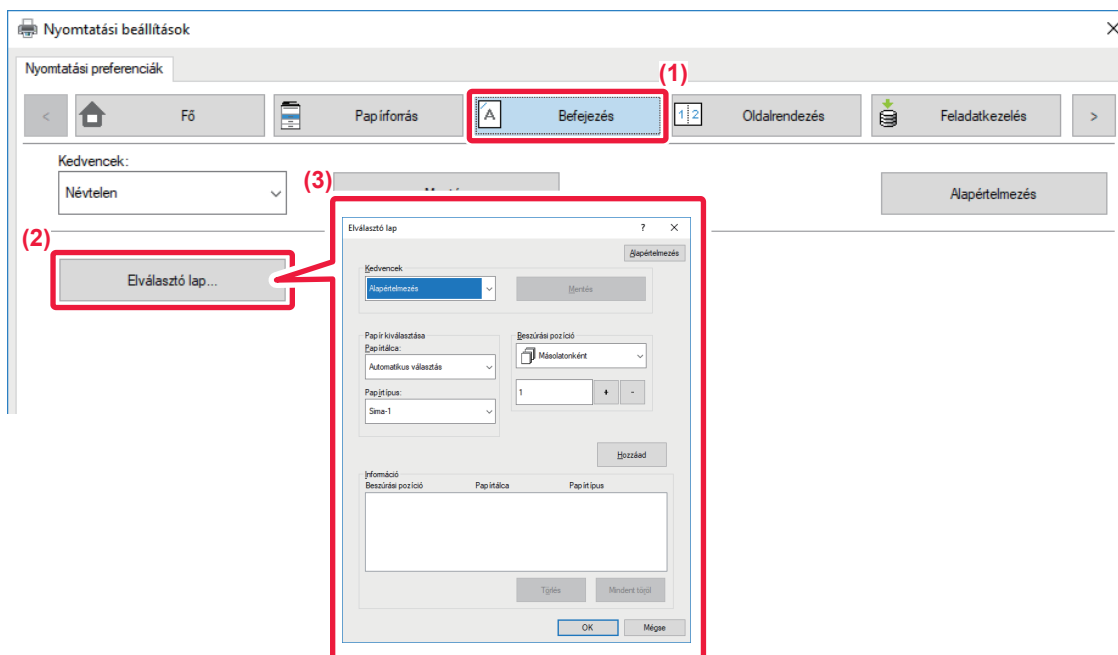 Nyomtatási beállítások
Nyomtatási preferenciák
(1)
< Fő Papírforrás A Befejezés 1 2 Oldalrendezés Feladatkezelés >
Kedvencek:
Névtelen
Alapértelmezés
(2)
Elválasztó lap...
(3)
Elválasztó lap ? ×
Alapértelmezés
Kedvencek
Alapértelmezés Mentés
Papír kiválasztása Beszúrási pozíció
Papírtálca: Másolatonként
Automatikus választás
1 + -
Papírtípus:
Sima-1
Hozzáad
Információ
Beszúrási pozíció Papírtálca Papírtípus
Törlés Mindent töröl
OK Mégse